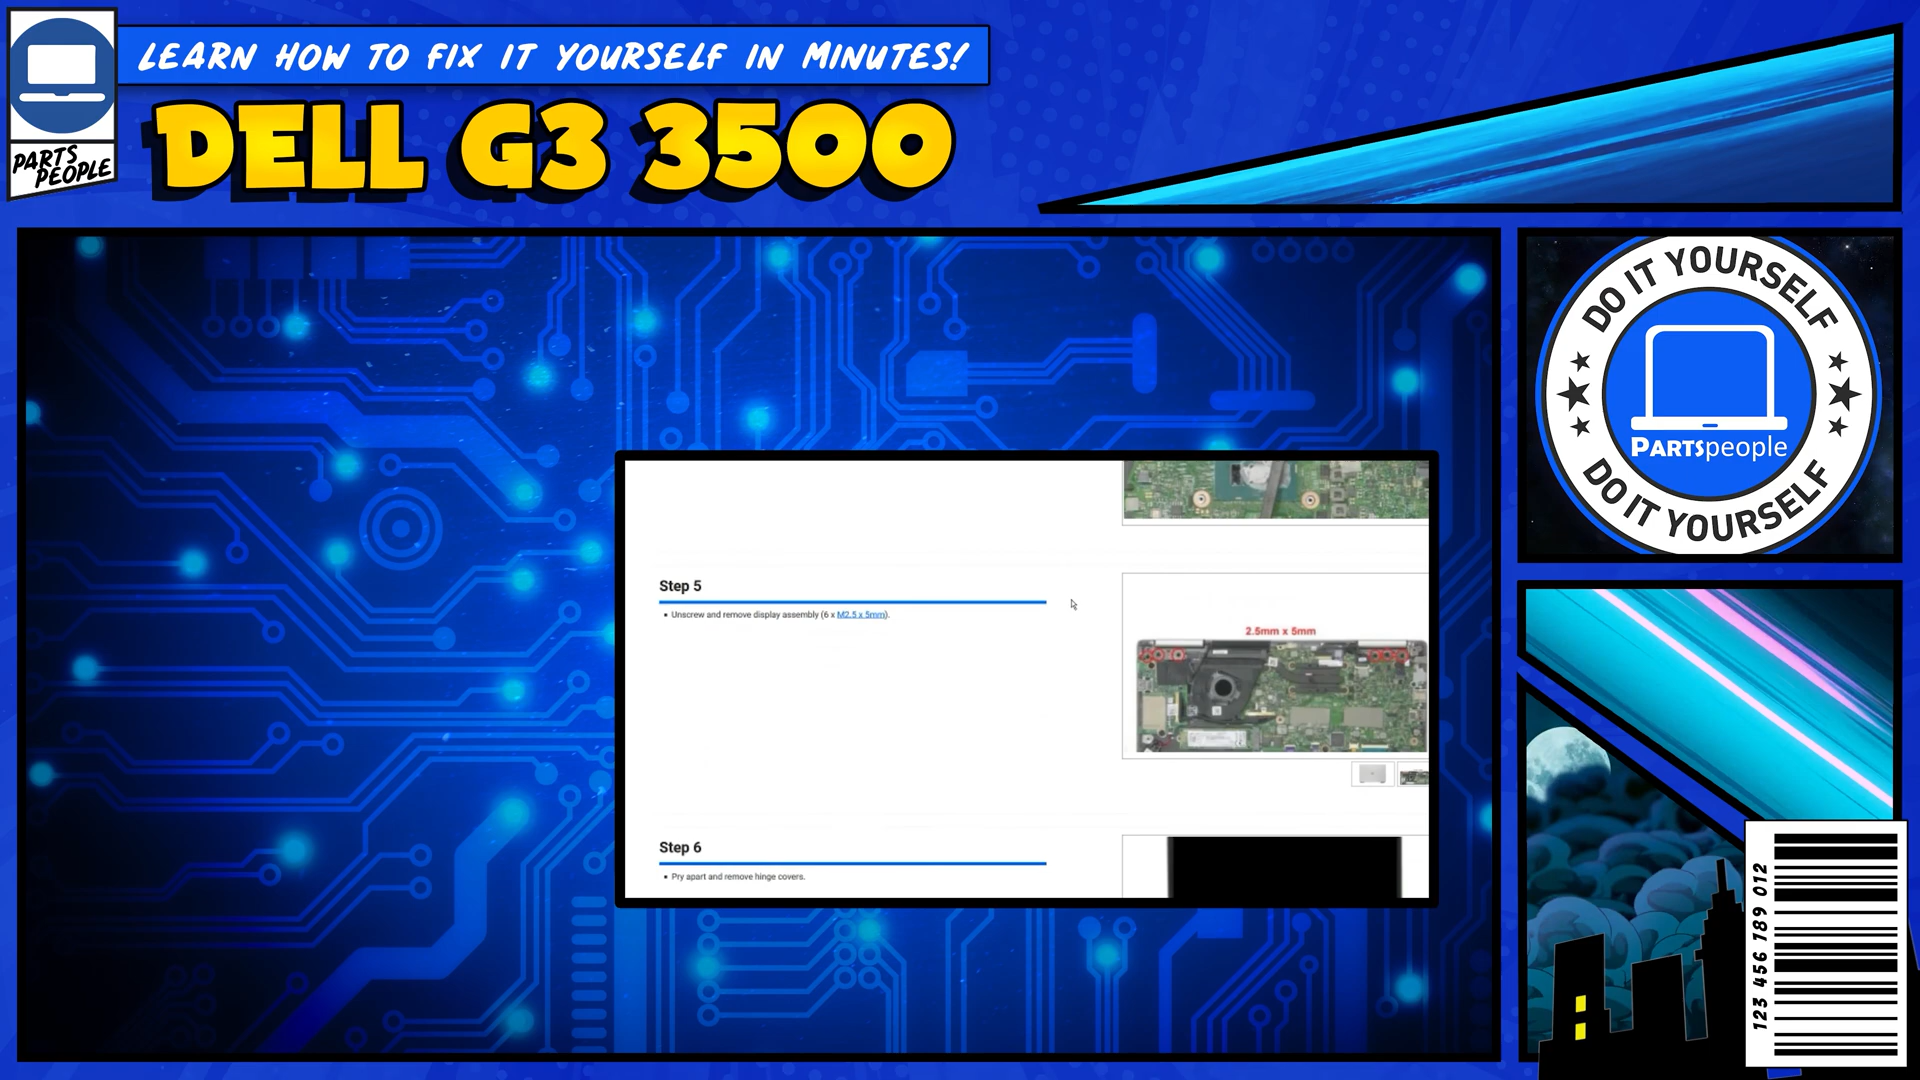 LEARN HOW TO FIX IT YOURSELF IN MINUTES!
DELL G3 3500
PARTS
PEOPLE
DO IT YOURSELF
PARTSpeople
DO IT YOURSELF
Step 5
• Unscrew and remove display assembly (6 x M2.5 x 5mm).
2.5mm x 5mm
Step 6
• Pry apart and remove hinge covers.
123 456 789 012